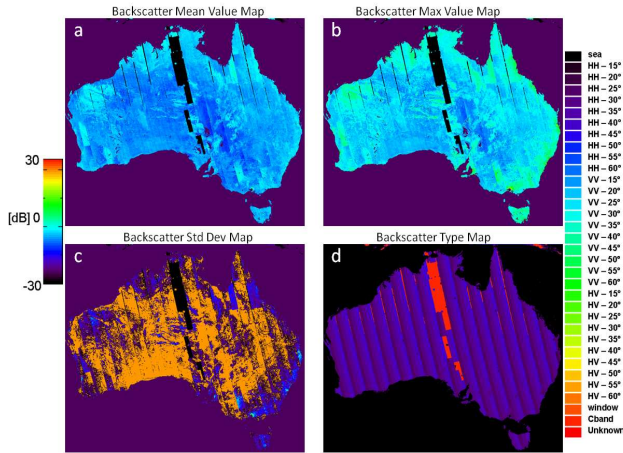 Backscatter Mean Value Map
Backscatter Max Value Map
a
b
sea
HH – 15°
HH – 20°
HH – 25°
HH – 30°
HH – 35°
HH – 40°
HH – 45°
HH – 50°
HH – 55°
HH – 60°
VV – 15°
VV – 20°
VV – 25°
VV – 30°
VV – 35°
VV – 40°
VV – 45°
VV – 50°
VV – 55°
VV – 60°
HV – 15°
HV – 20°
HV – 25°
HV – 30°
HV – 35°
HV – 40°
HV – 45°
HV – 50°
HV – 55°
HV – 60°
window
Cband
Unknown
30
[dB] 0
-30
Backscatter Std Dev Map
Backscatter Type Map
c
d